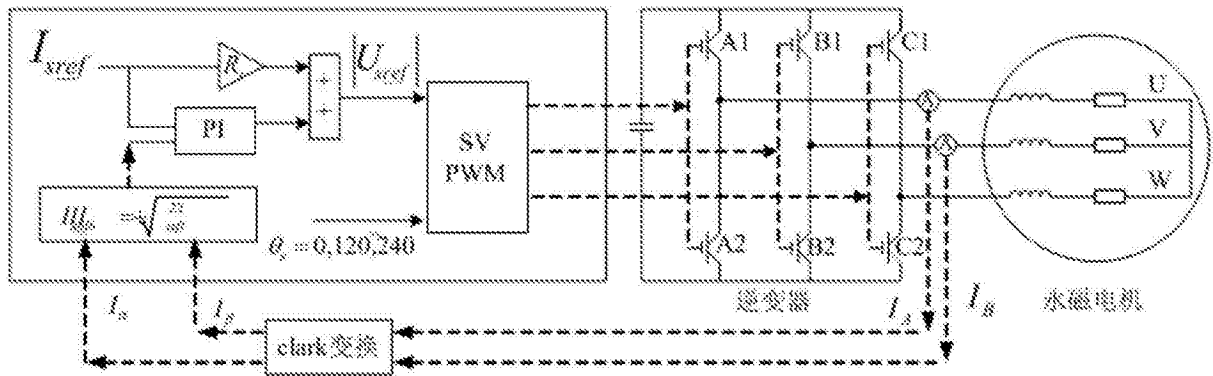 I_sref
R
+
+
|U_sref|
PI
SV
PWM
θ_e = 0,120,240
I_α
I_β
clark变换
A1
B1
C1
A2
B2
C2
逆变器
I_A
I_B
A
A
U
V
W
永磁电机